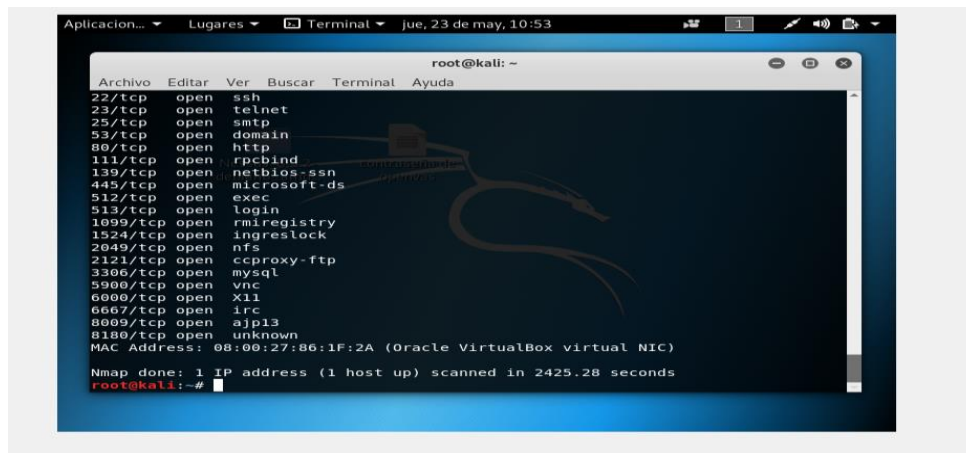 Aplicacion... Lugares Terminal jue, 23 de may, 10:53 1
root@kali: ~
Archivo Editar Ver Buscar Terminal Ayuda
22/tcp open ssh
23/tcp open telnet
25/tcp open smtp
53/tcp open domain
80/tcp open http
111/tcp open rpcbind
139/tcp open netbios-ssn
445/tcp open microsoft-ds
512/tcp open exec
513/tcp open login
1099/tcp open rmiregistry
1524/tcp open ingreslock
2049/tcp open nfs
2121/tcp open ccproxy-ftp
3306/tcp open mysql
5900/tcp open vnc
6000/tcp open X11
6667/tcp open irc
8009/tcp open ajp13
8180/tcp open unknown
MAC Address: 08:00:27:86:1F:2A (Oracle VirtualBox virtual NIC)
Nmap done: 1 IP address (1 host up) scanned in 2425.28 seconds
root@kali:~#